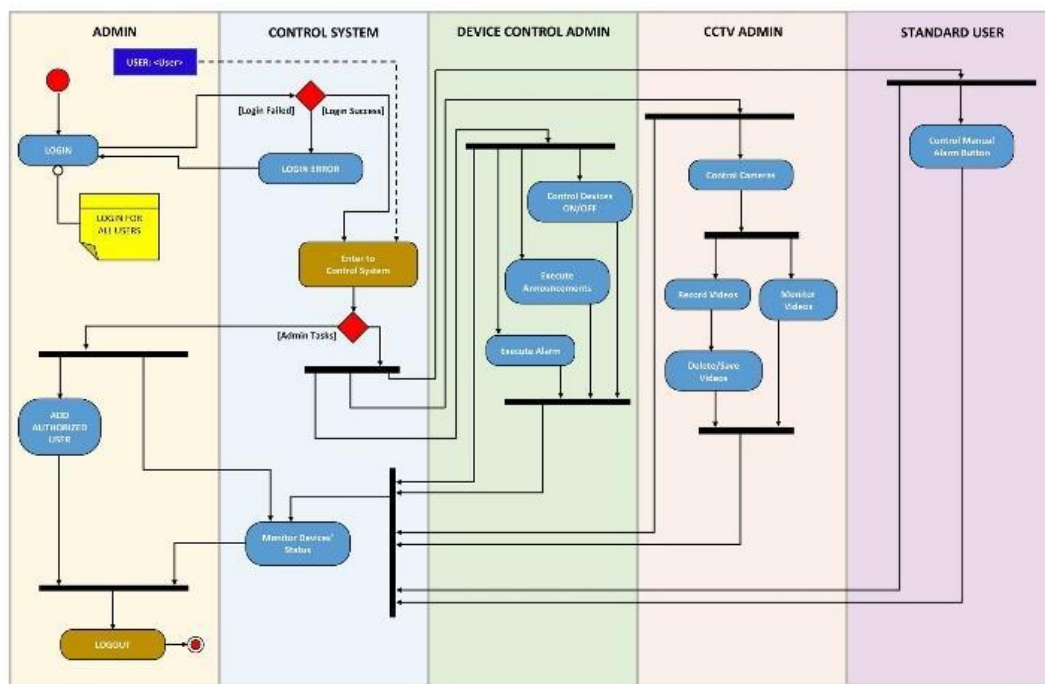 ADMIN
CONTROL SYSTEM
DEVICE CONTROL ADMIN
CCTV ADMIN
STANDARD USER
USER: <User>
[Login Failed]
[Login Success]
LOGIN
LOGIN ERROR
LOGIN FOR
ALL USERS
Control Manual
Alarm Button
Control Cameras
Control Devices
ON/OFF
Enter to
Control System
Execute
Announcements
Record Videos
Monitor
Videos
[Admin Tasks]
Execute Alarm
Delete/Save
Videos
ADD
AUTHORIZED
USER
Monitor Devices'
Status
LOGOUT